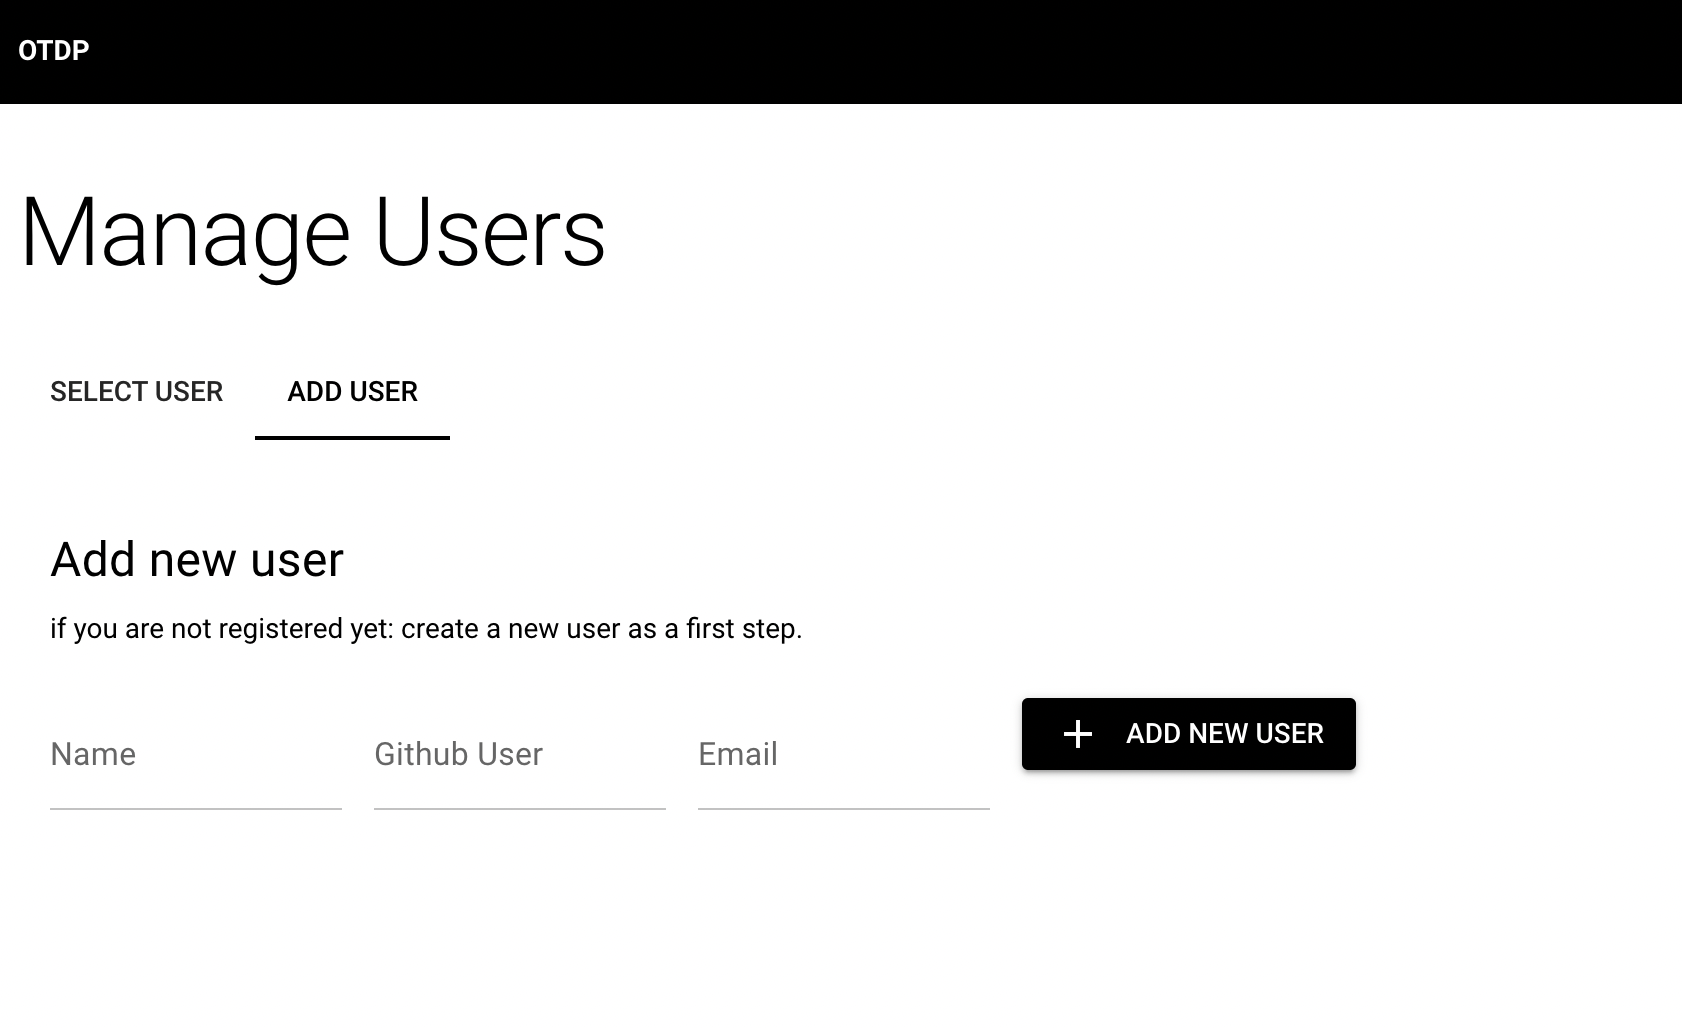 OTDP
Manage Users
SELECT USER ADD USER
Add new user
if you are not registered yet: create a new user as a first step.
Name Github User Email ADD NEW USER